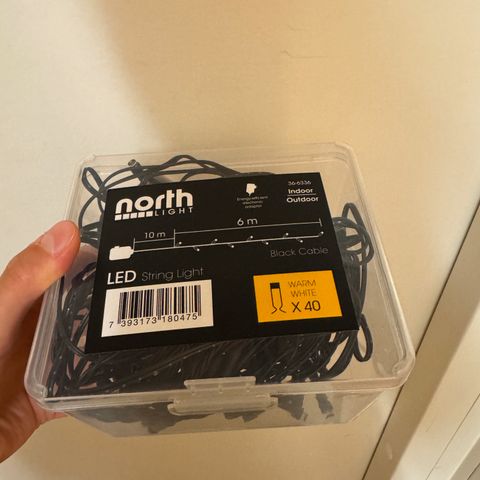 north
LIGHT
Energy efficient
electronic
adaptor
36-6336
Indoor
Outdoor
10 m
6 m
Black Cable
LED String Light
WARM
WHITE
X 40
7 393173 180475